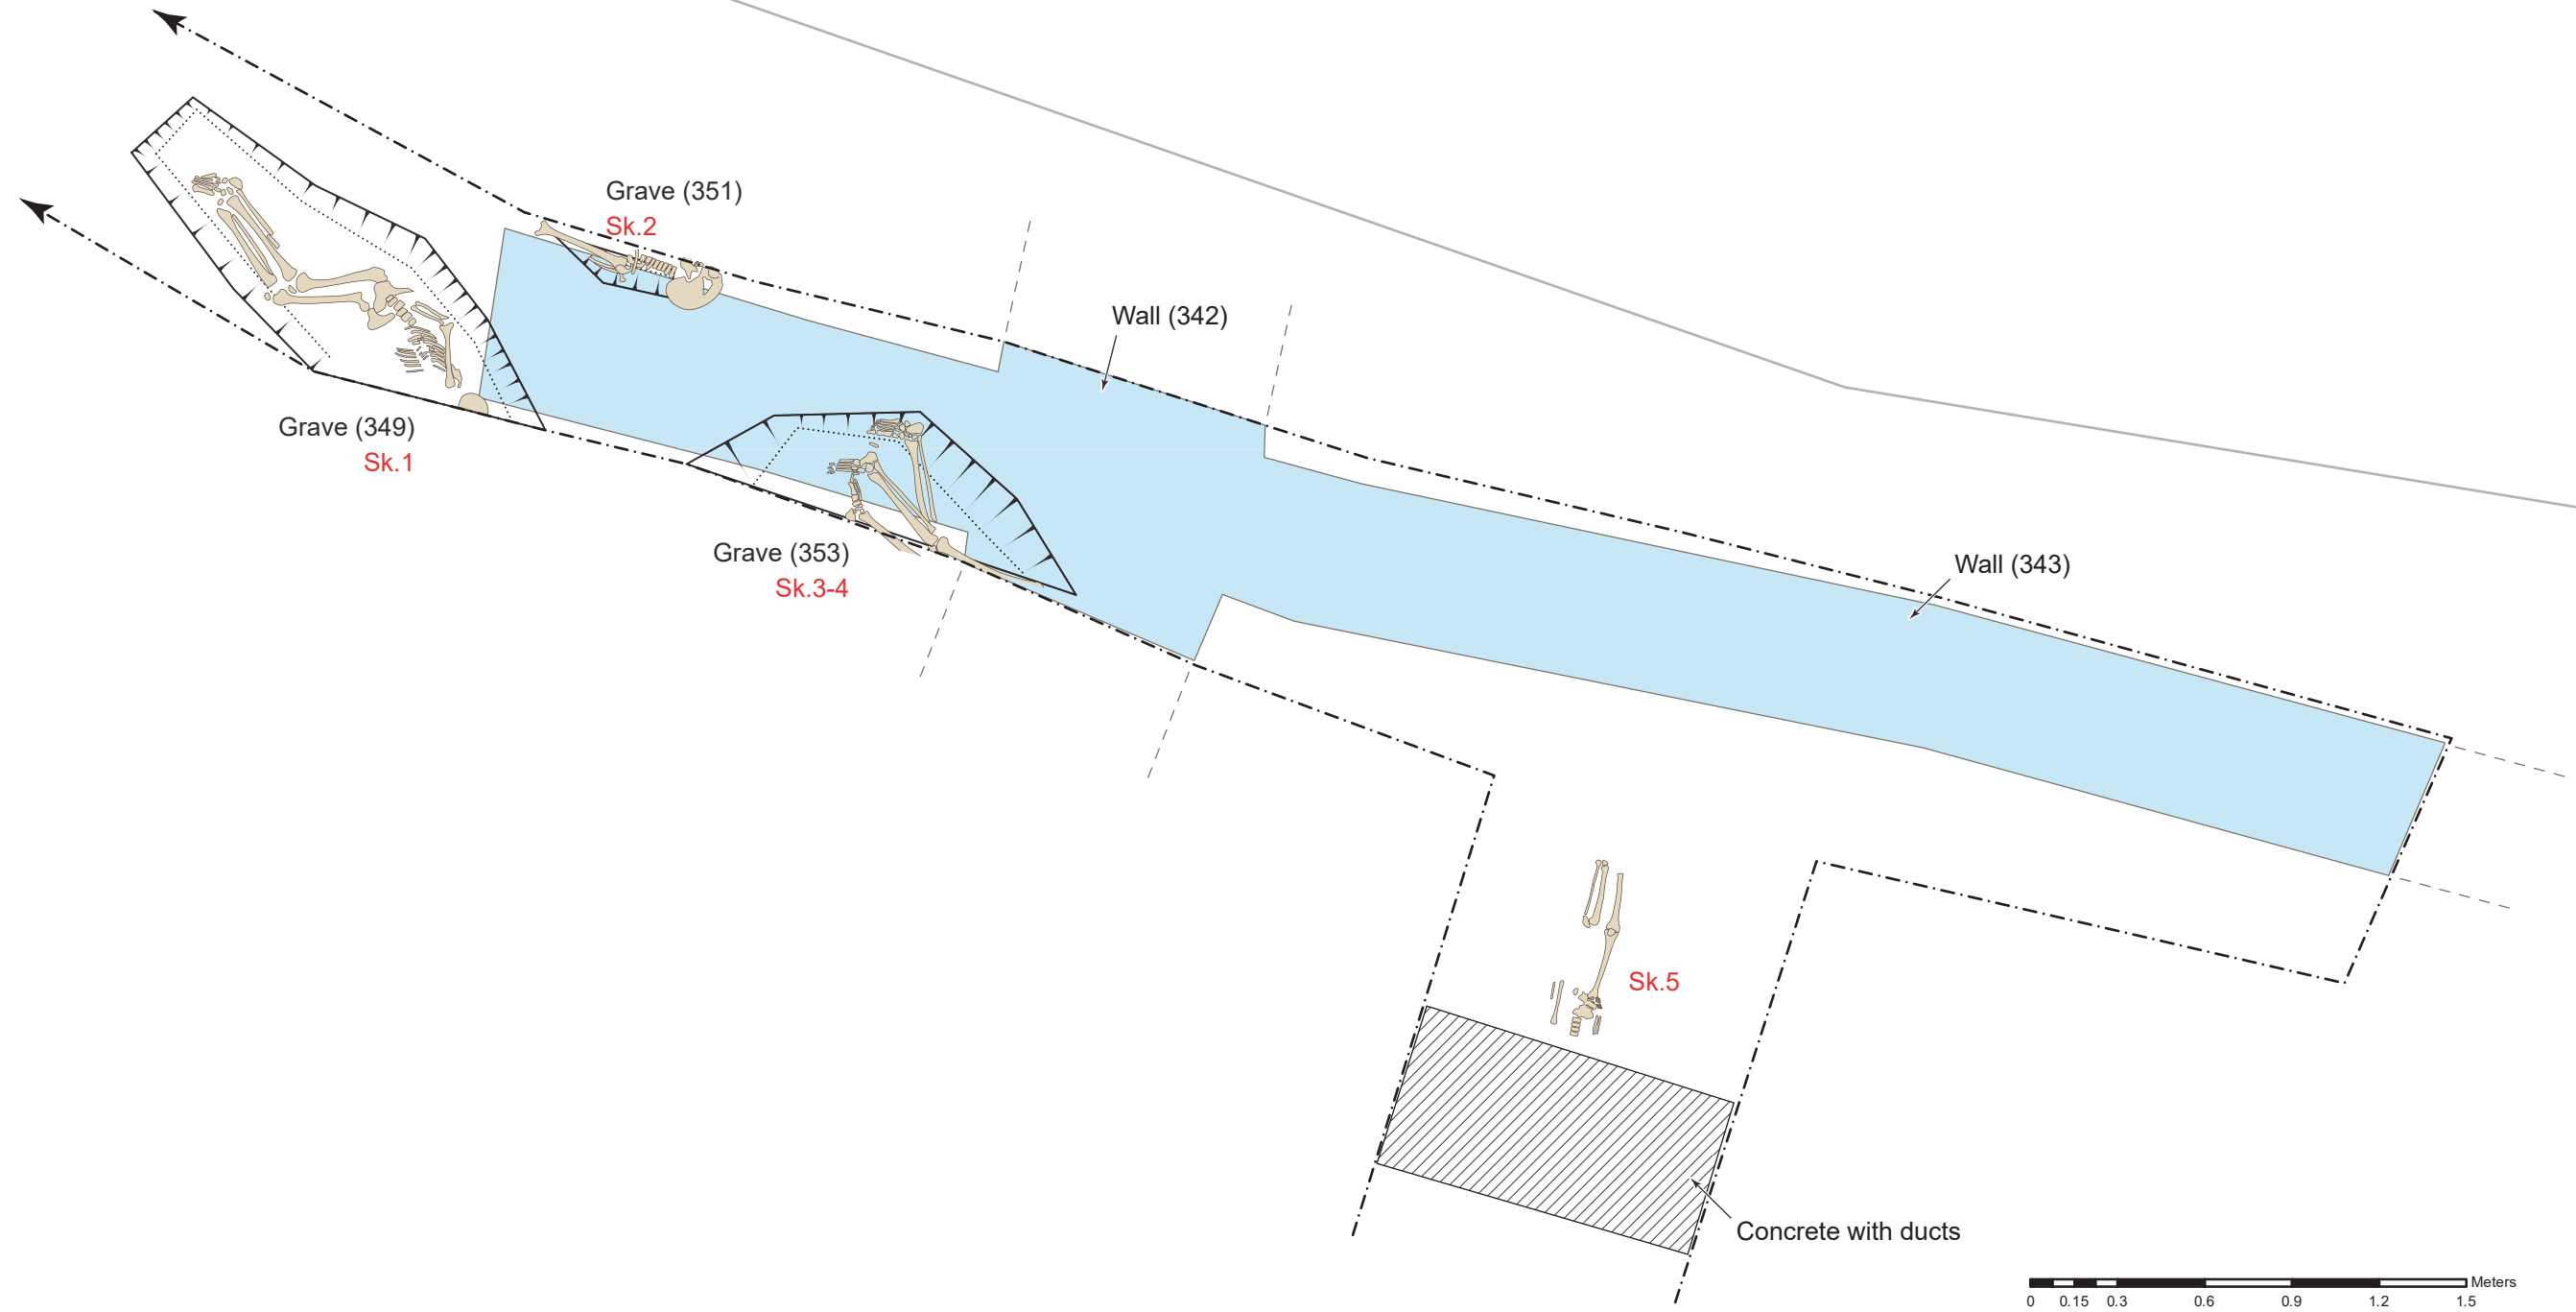 Grave (351)
Sk.2
Wall (342)
Grave (349)
Sk.1
Grave (353)
Sk.3-4
Wall (343)
Sk.5
Concrete with ducts
Meters
0 0.15 0.3 0.6 0.9 1.2 1.5